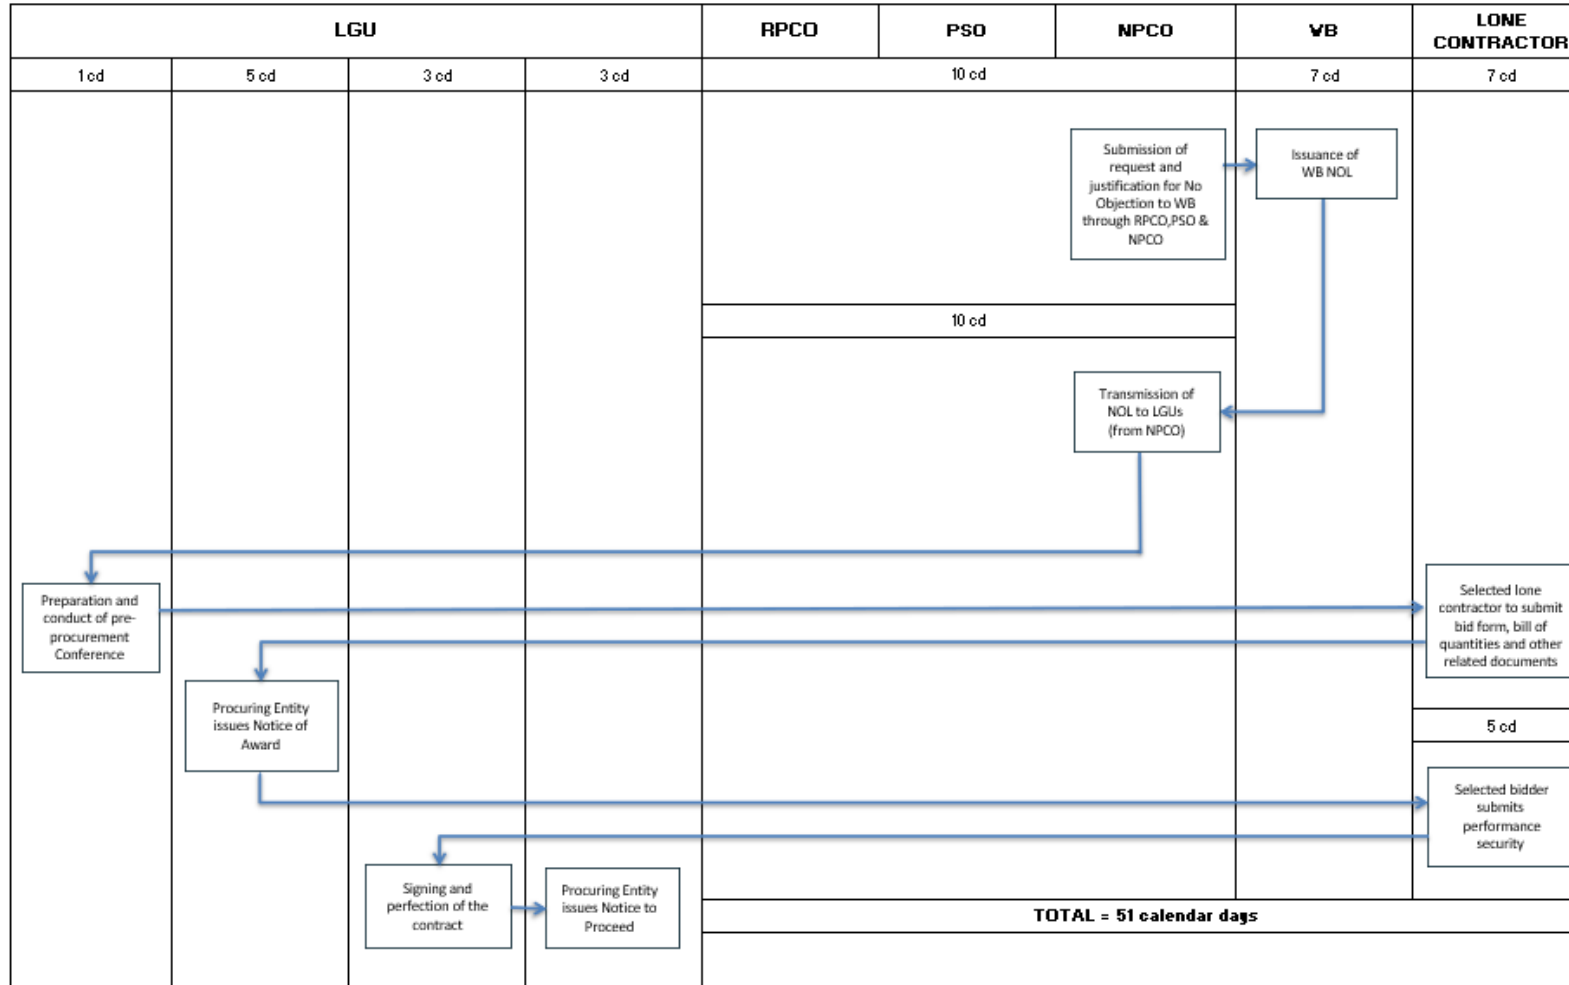 LGU
RPCO
PSO
NPCO
WB
LONE
CONTRACTOR
1 cd
5 cd
3 cd
3 cd
10 cd
7 cd
7 cd
Submission of
request and
justification for No
Objection to WB
through RPCO,PSO &
NPCO
Issuance of
WB NOL
10 cd
Transmission of
NOL to LGUs
(from NPCO)
Preparation and
conduct of pre-
procurement
Conference
Selected lone
contractor to submit
bid form, bill of
quantities and other
related documents
Procuring Entity
issues Notice of
Award
5 cd
Selected bidder
submits
performance
security
Signing and
perfection of the
contract
Procuring Entity
issues Notice to
Proceed
TOTAL = 51 calendar days